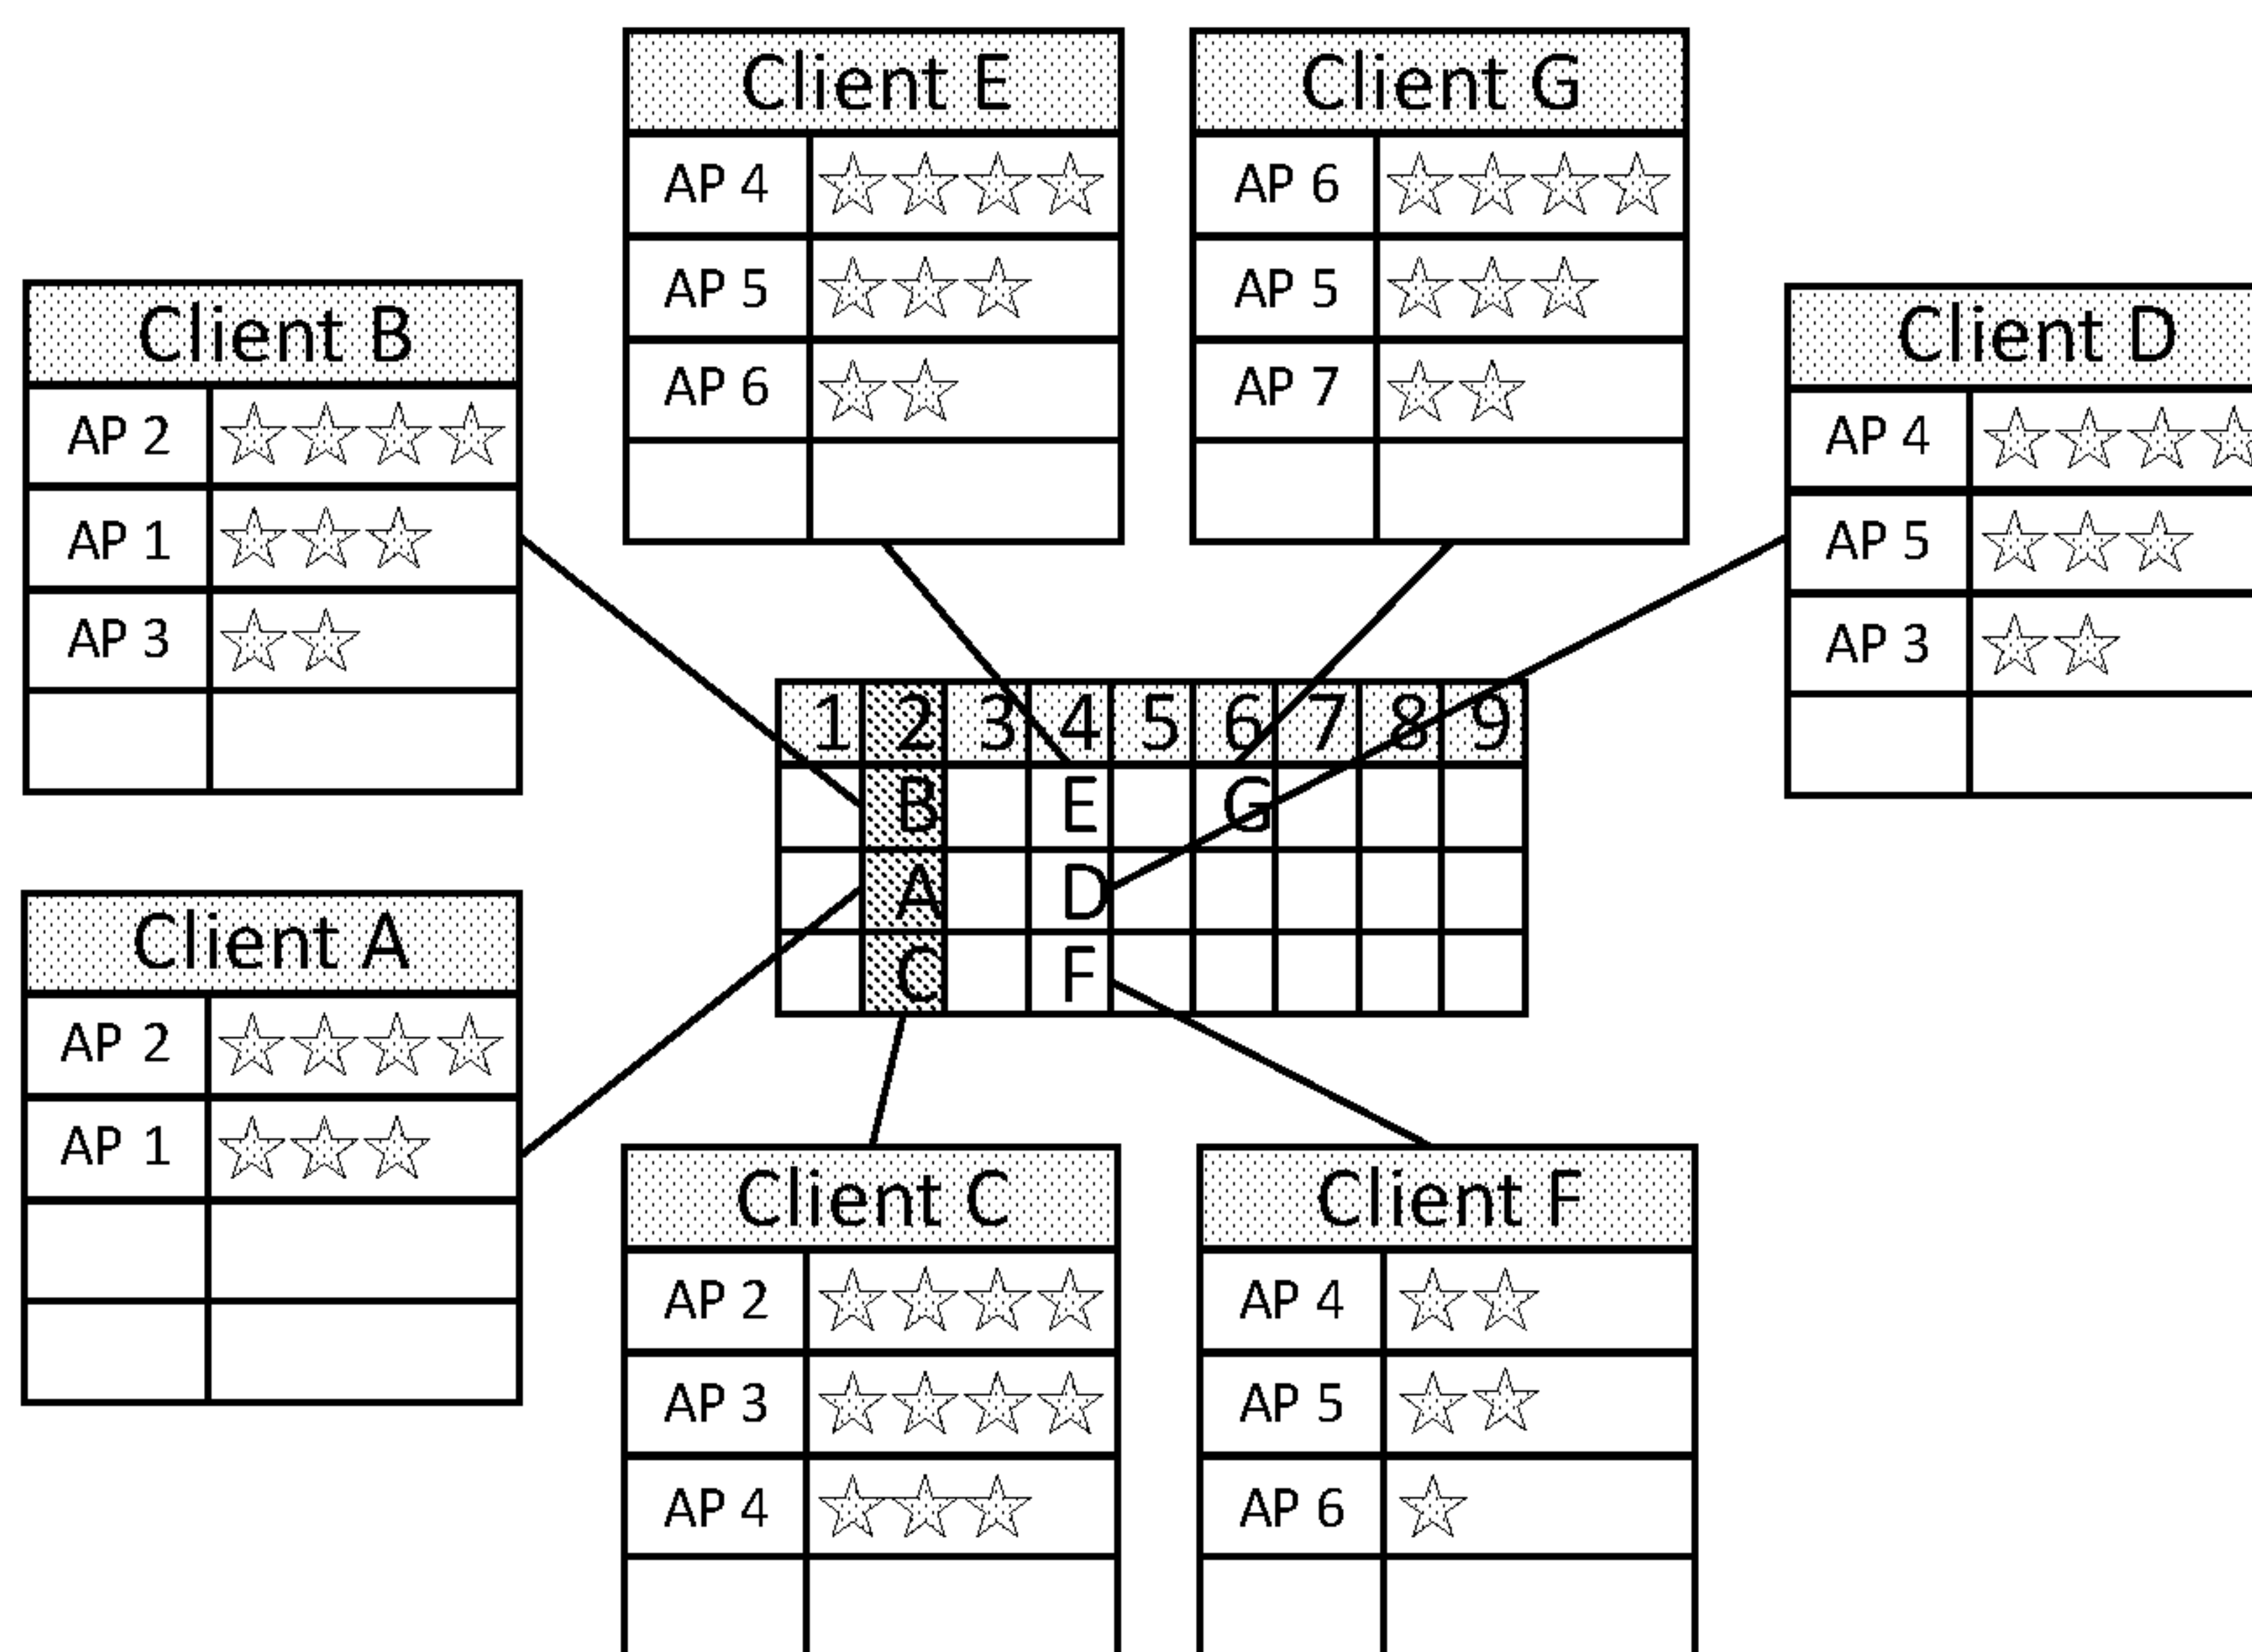 Client E
AP 4 ☆☆☆☆
AP 5 ☆☆☆
AP 6 ☆☆
Client G
AP 6 ☆☆☆☆
AP 5 ☆☆☆
AP 7 ☆☆
Client B
AP 2 ☆☆☆☆
AP 1 ☆☆☆
AP 3 ☆☆
Client D
AP 4 ☆☆☆☆
AP 5 ☆☆☆
AP 3 ☆☆
1 2 3 4 5 6 7 8 9
B E G
A D
C F
Client A
AP 2 ☆☆☆☆
AP 1 ☆☆☆
Client C
AP 2 ☆☆☆☆
AP 3 ☆☆☆☆
AP 4 ☆☆☆
Client F
AP 4 ☆☆
AP 5 ☆☆
AP 6 ☆